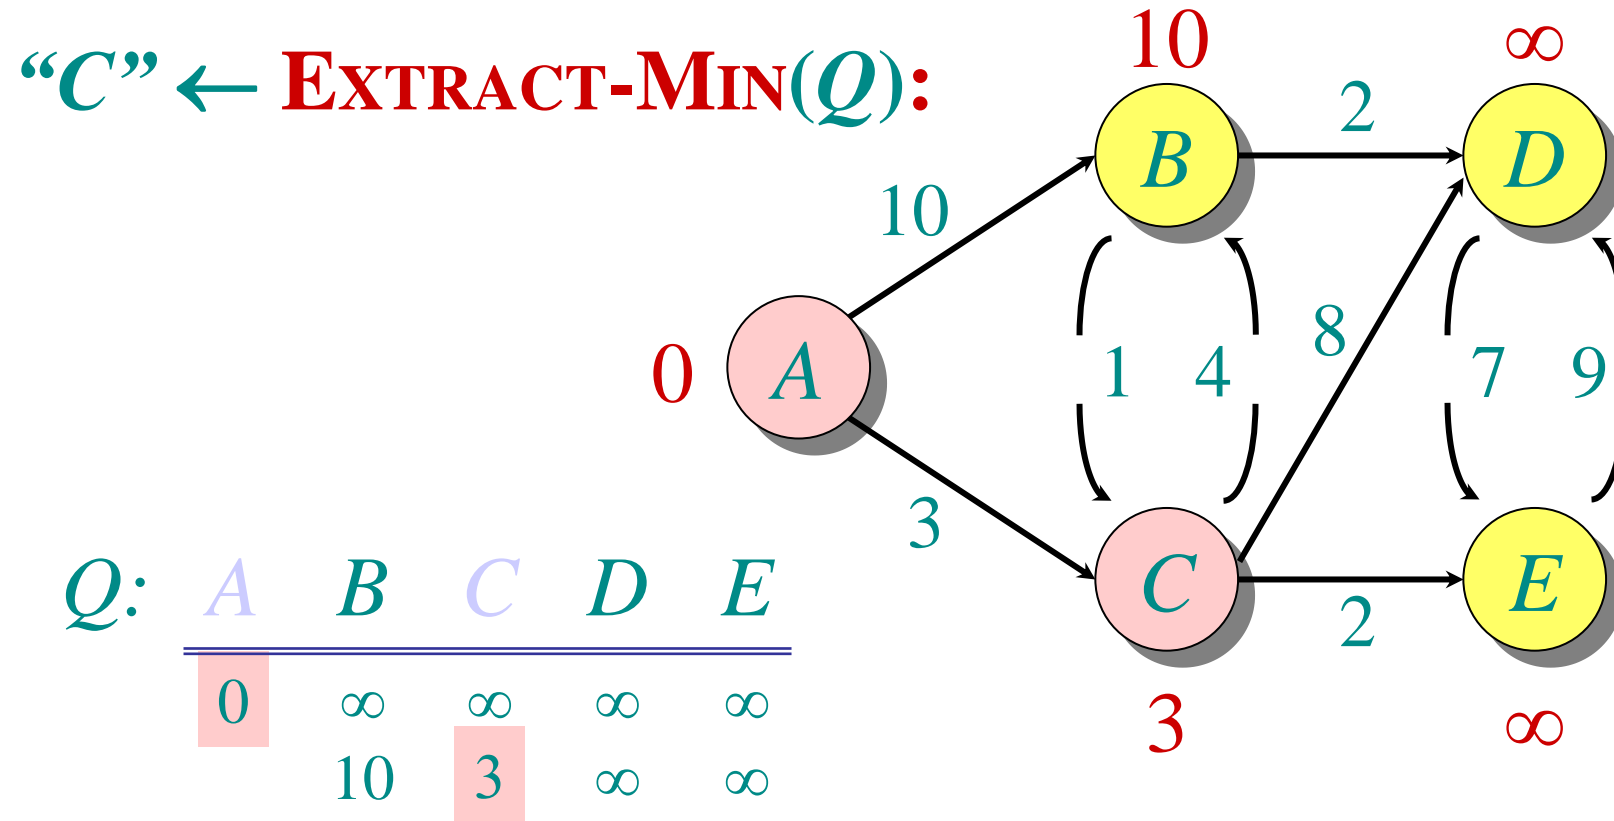 “C” ← EXTRACT-MIN(Q):
10 ∞
B 2 D
10
0 A 1 4 8 7 9
3
C 2 E
3 ∞
Q: A B C D E
0 ∞ ∞ ∞ ∞
10 3 ∞ ∞